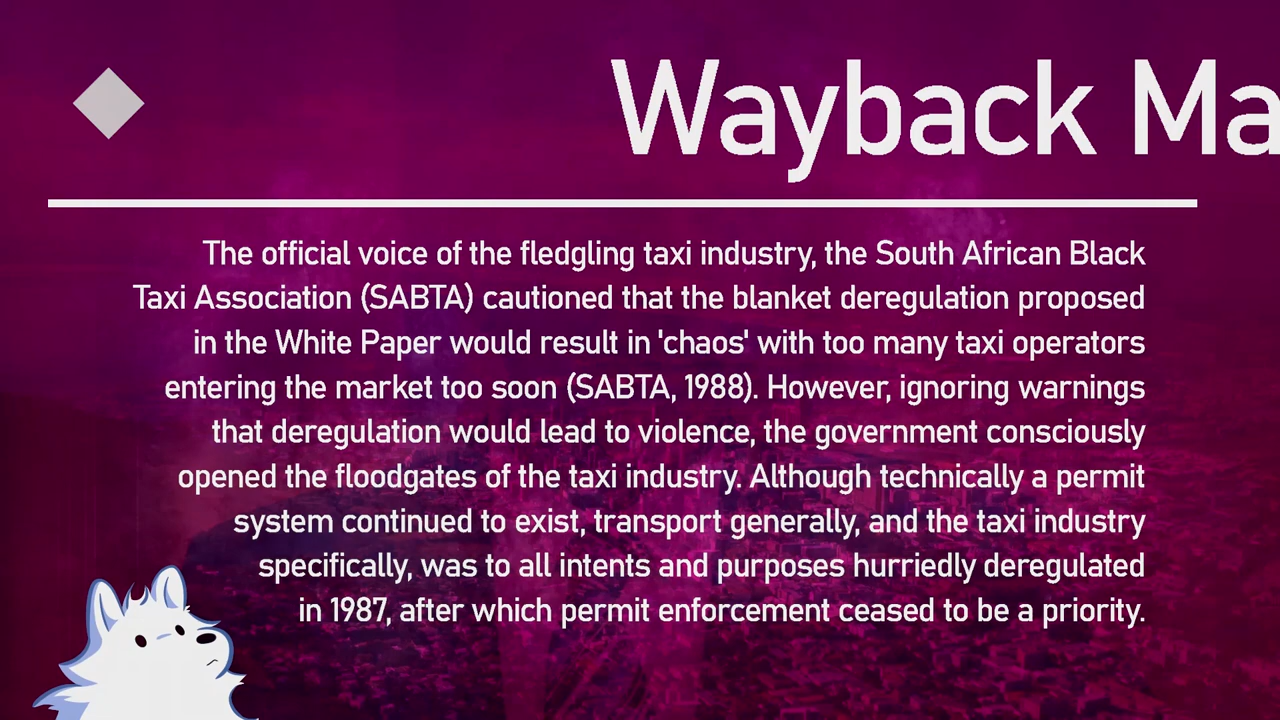 Wayback Ma
The official voice of the fledgling taxi industry, the South African Black
Taxi Association (SABTA) cautioned that the blanket deregulation proposed
in the White Paper would result in 'chaos' with too many taxi operators
entering the market too soon (SABTA, 1988). However, ignoring warnings
that deregulation would lead to violence, the government consciously
opened the floodgates of the taxi industry. Although technically a permit
system continued to exist, transport generally, and the taxi industry
specifically, was to all intents and purposes hurriedly deregulated
in 1987, after which permit enforcement ceased to be a priority.